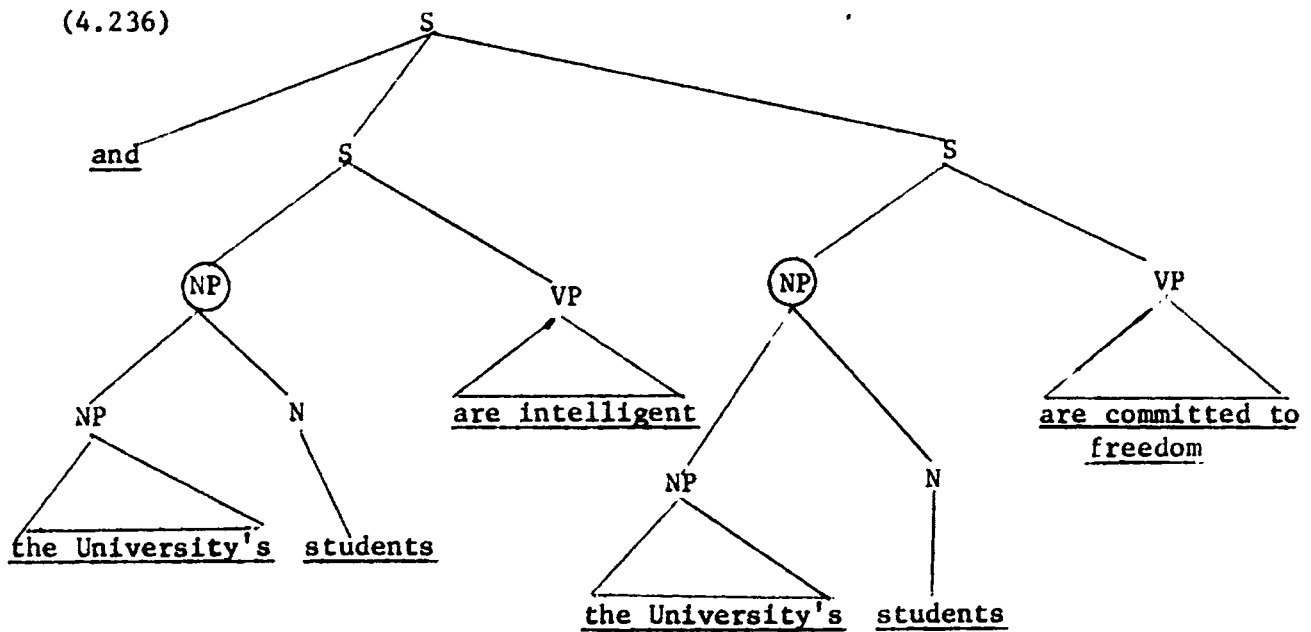 (4.236)
S
and S S
NP VP NP VP
NP N are intelligent are committed to
freedom
NP N
the University's students
the University's students